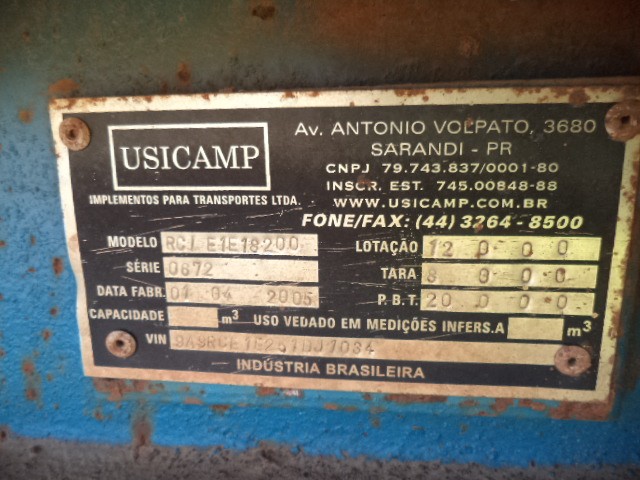 USICAMP
IMPLEMENTOS PARA TRANSPORTES LTDA.
Av. ANTONIO VOLPATO, 3680
SARANDI - PR
CNPJ 79.743.837/0001-80
INSCR. EST. 745.00848-88
WWW.USICAMP.COM.BR
FONE/FAX: (44) 3264 - 8500
MODELO E1E18200 LOTAÇÃO 12 0 0 0
SÉRIE 0672 TARA 8 0 0 0
DATA FABR. 01 04 2005 P.B.T. 20 0 0 0
CAPACIDADE m³ USO VEDADO EM MEDIÇÕES INFERS.A m³
VIN
INDÚSTRIA BRASILEIRA